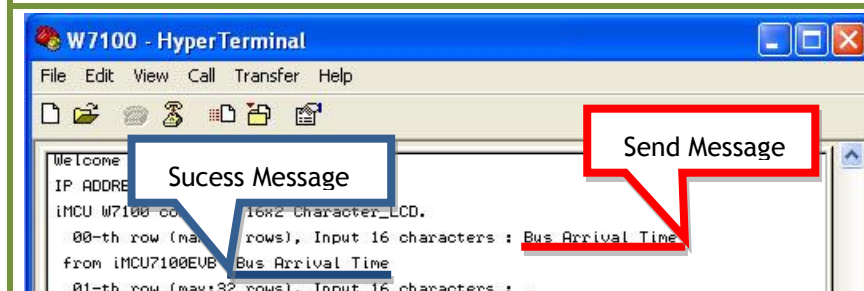 W7100 - HyperTerminal
File Edit View Call Transfer Help
Send Message
Sucess Message
Welcome
IP ADDRE
iMCU W7100 co 16x2 Character_LCD.
00-th row (ma rows), Input 16 characters : Bus Arrival Time
from iMCU7100EVB Bus Arrival Time
01-th row (max:32 rows), Input 16 characters :